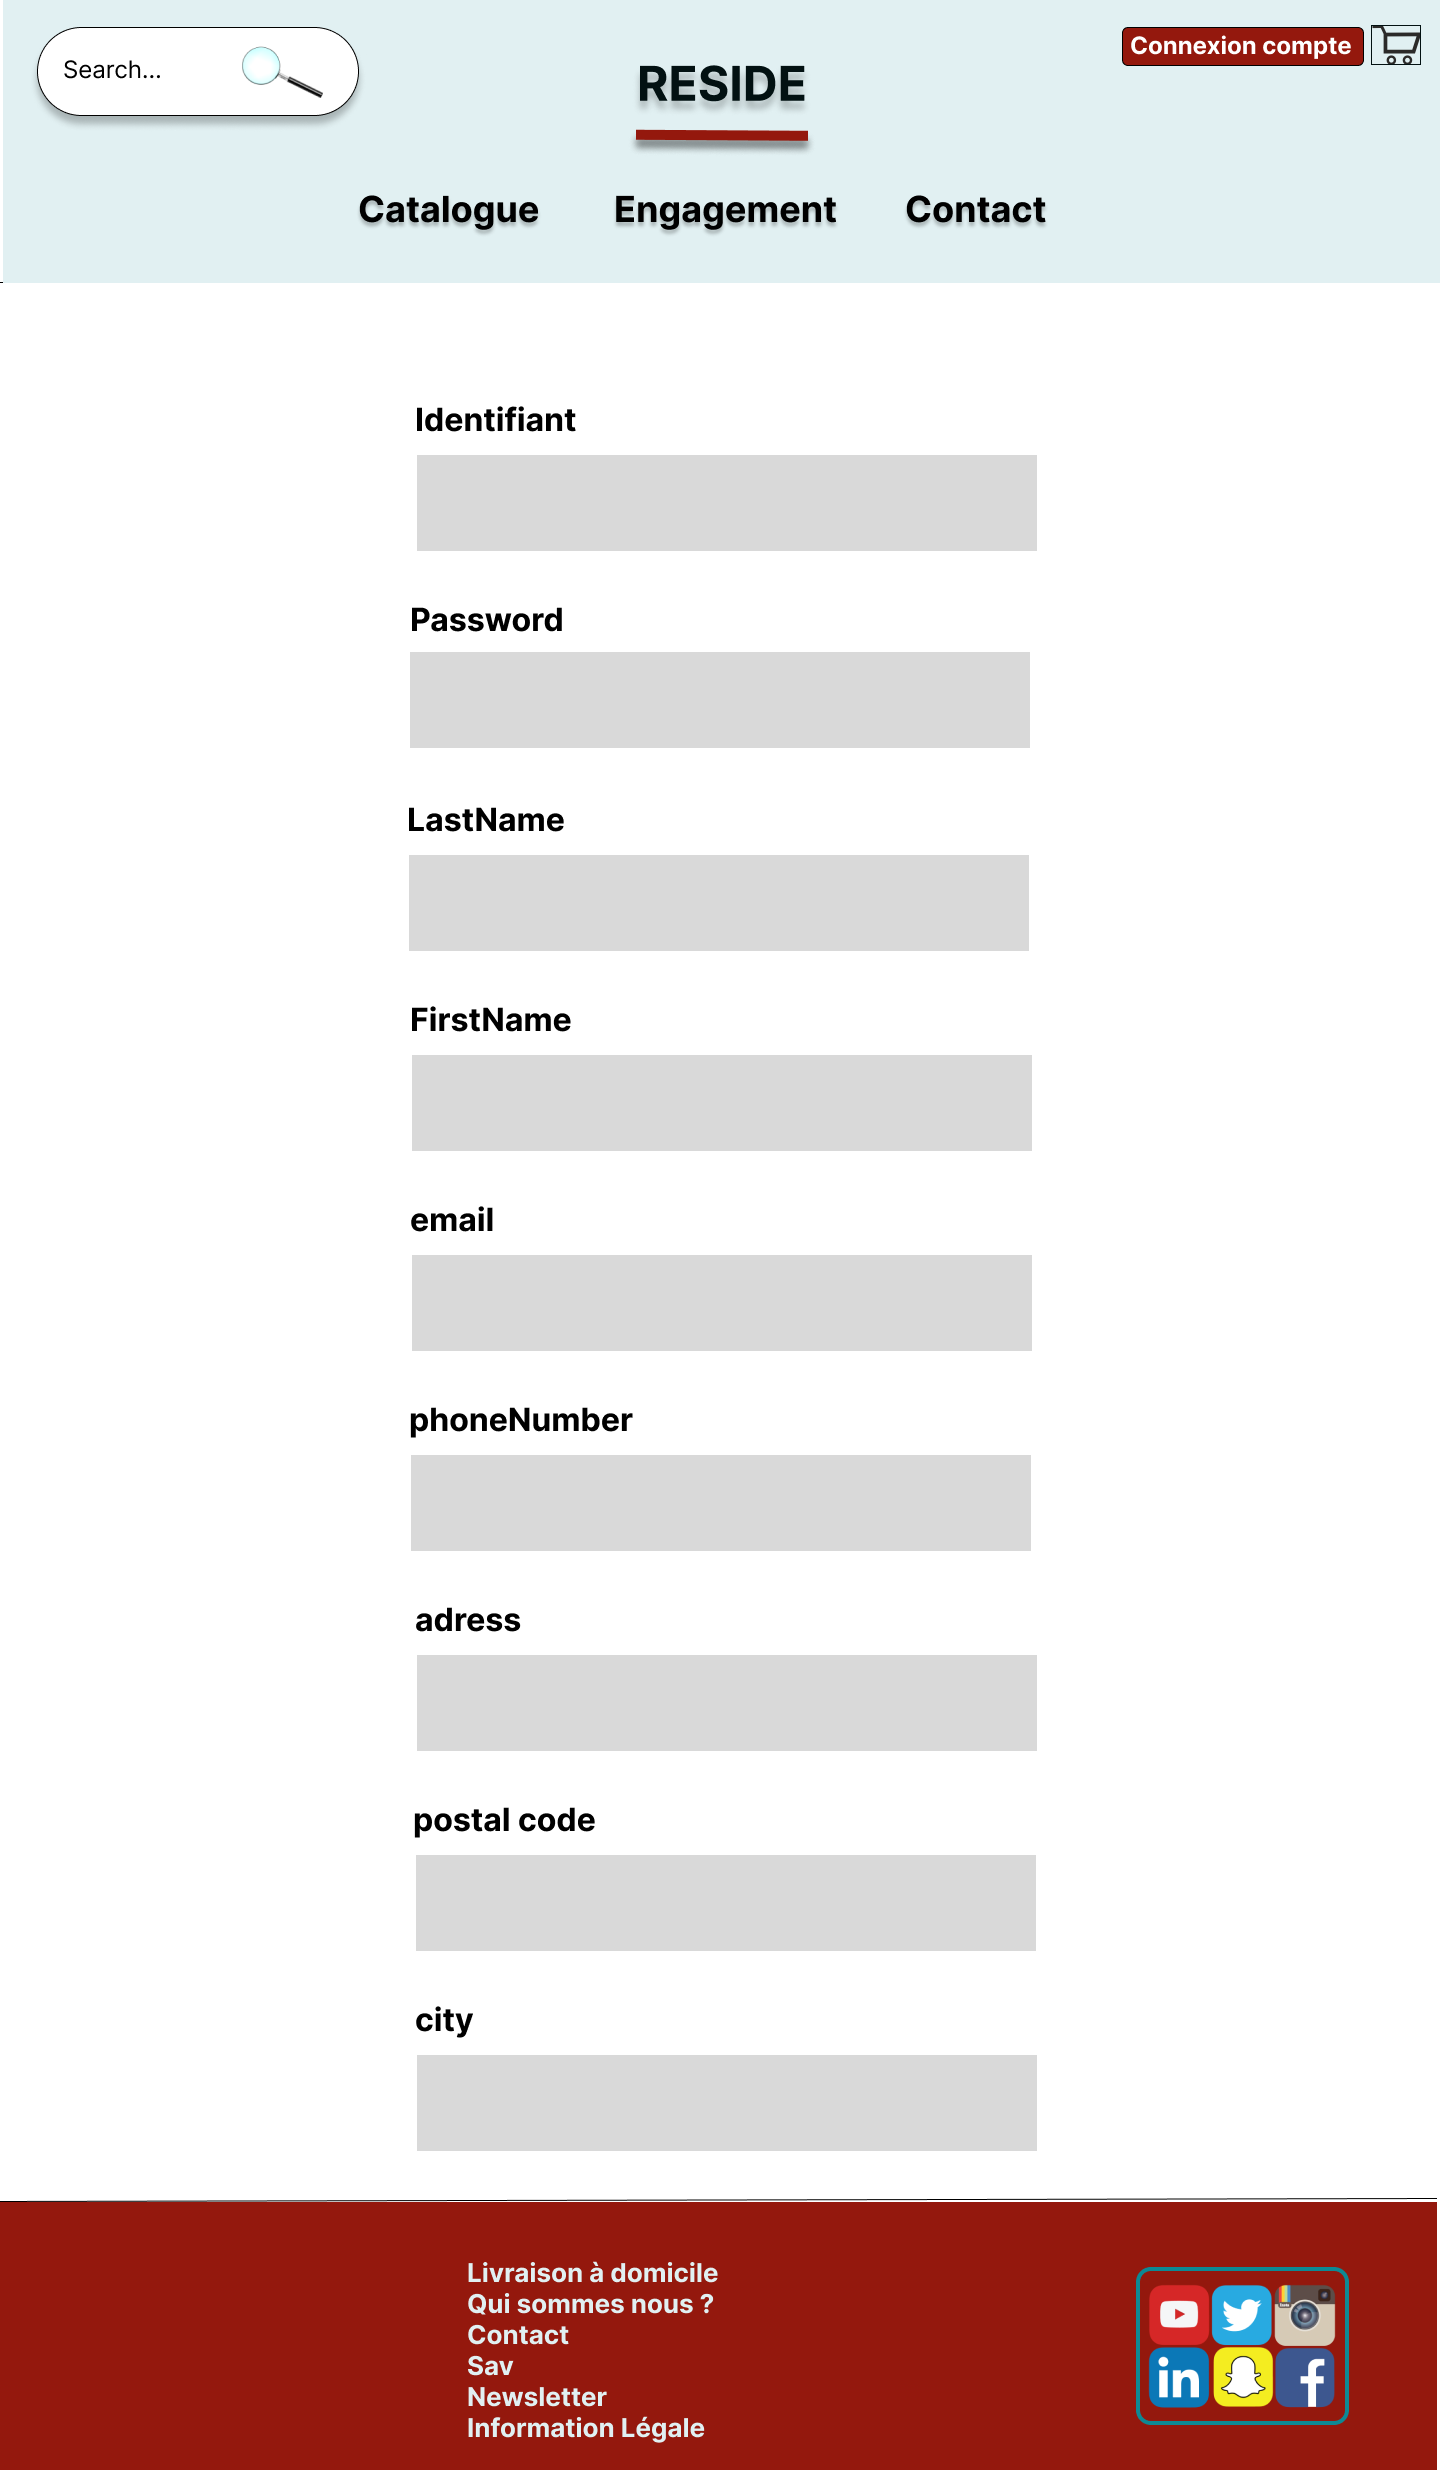 Search...
Connexion compte
RESIDE
Catalogue Engagement Contact
Identifiant
Password
LastName
FirstName
email
phoneNumber
adress
postal code
city
Livraison à domicile
Qui sommes nous ?
Contact
Sav
Newsletter
Information Légale
in
f